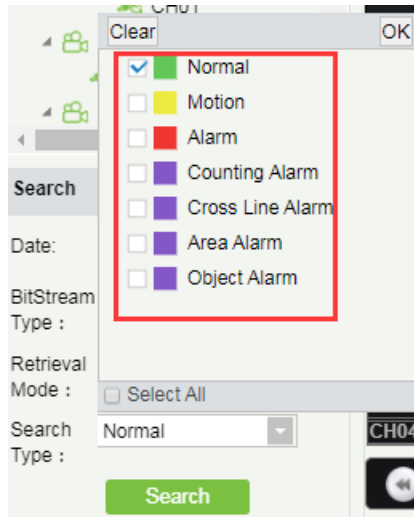 CH01
Clear
OK
Normal
Motion
Alarm
Counting Alarm
Cross Line Alarm
Area Alarm
Object Alarm
Search
Date:
BitStream
Type :
Retrieval
Mode :
Select All
Search
Type :
Normal
CH04
Search